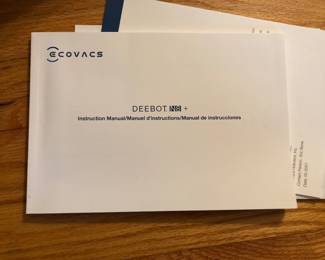 ECOVACS
DEEBOT N8 +
Instruction Manual/Manuel d'instructions/Manual de instrucciones